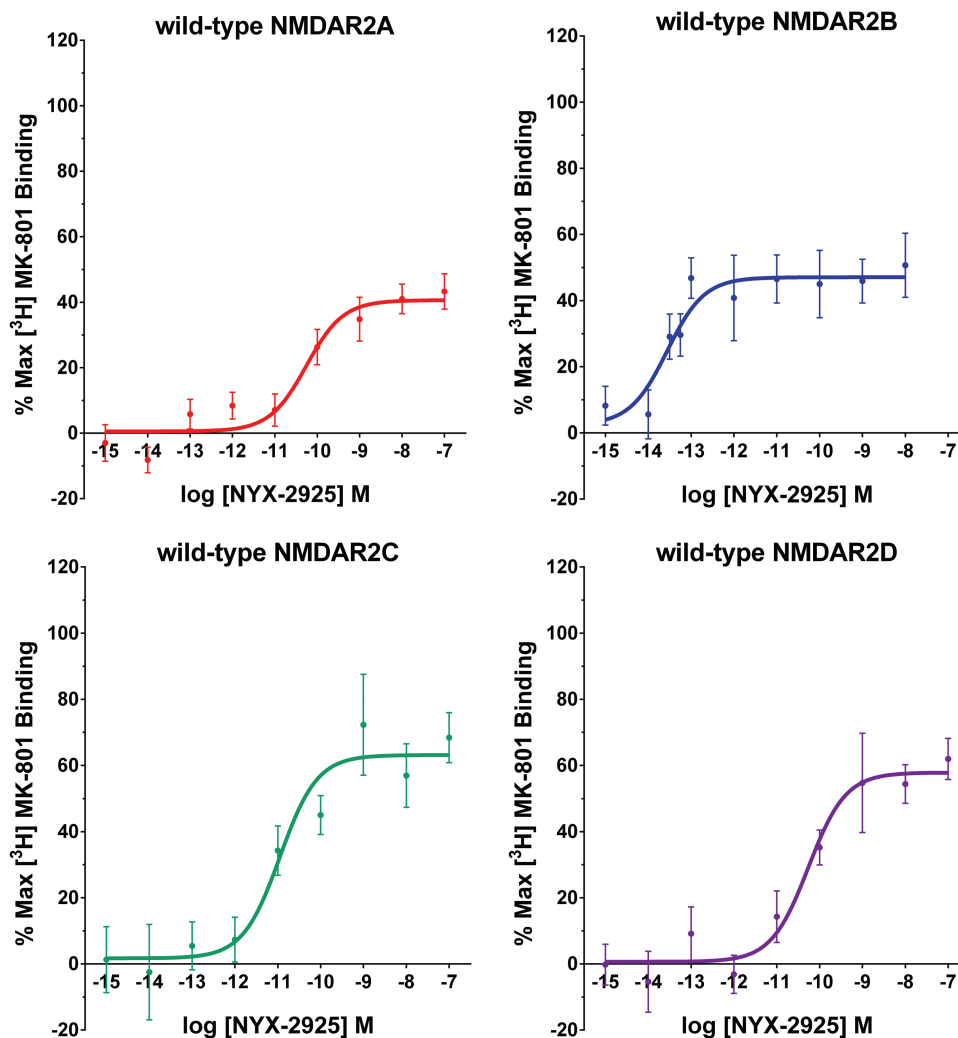 wild-type NMDAR2A
% Max [³H] MK-801 Binding
120
100
80
60
40
20
0
-20
-15 -14 -13 -12 -11 -10 -9 -8 -7
log [NYX-2925] M
wild-type NMDAR2B
% Max [³H] MK-801 Binding
120
100
80
60
40
20
0
-20
-15 -14 -13 -12 -11 -10 -9 -8 -7
log [NYX-2925] M
wild-type NMDAR2C
% Max [³H] MK-801 Binding
120
100
80
60
40
20
0
-20
-15 -14 -13 -12 -11 -10 -9 -8 -7
log [NYX-2925] M
wild-type NMDAR2D
% Max [³H] MK-801 Binding
120
100
80
60
40
20
0
-20
-15 -14 -13 -12 -11 -10 -9 -8 -7
log [NYX-2925] M